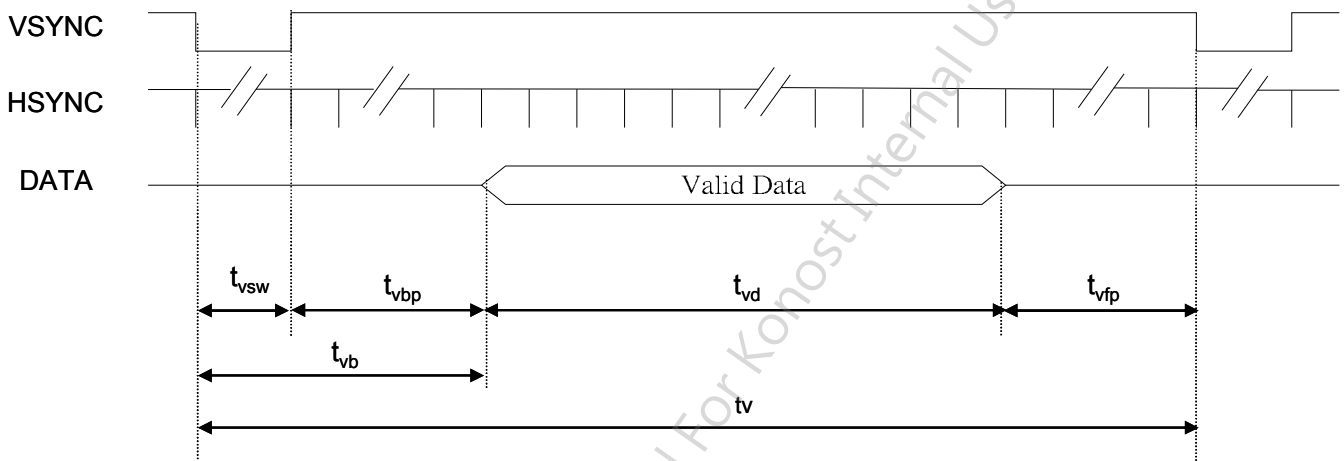 VSYNC
HSYNC
DATA
Valid Data
tvsw
tvbp
tvd
tvfp
tvb
tv
For Konost Internal Us